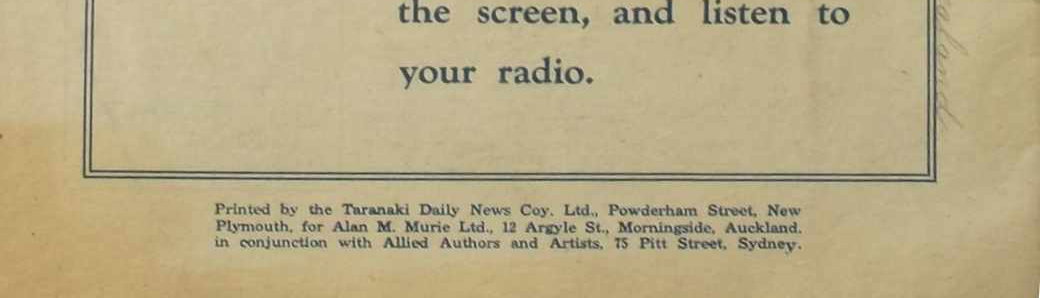 the screen, and listen to
your radio.
Printed by the Taranaki Daily News Coy. Ltd., Powderham Street, New
Plymouth, for Alan M. Murie Ltd., 12 Argyle St., Morningside, Auckland,
in conjunction with Allied Authors and Artists, 75 Pitt Street, Sydney.